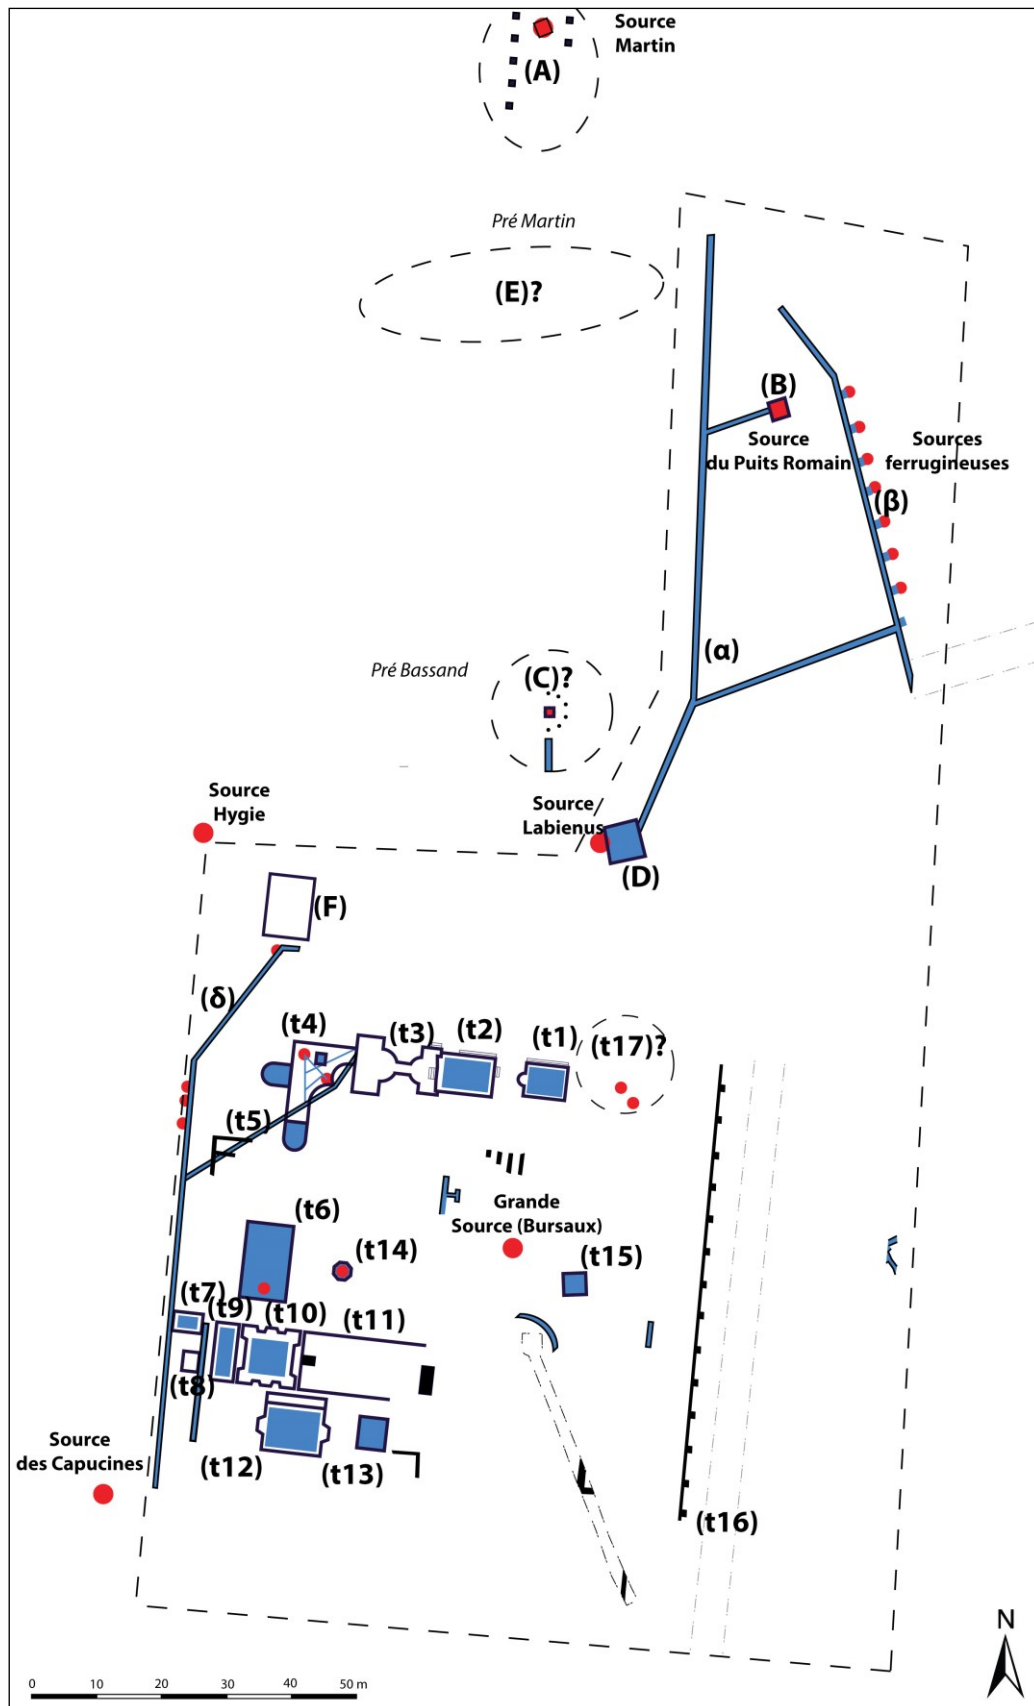 Source
Martin
(A)
Pré Martin
(E)?
(B)
Source
du Puits Romain
Sources
ferrugineuses
(β)
(α)
Pré Bassand
(C)?
Source
Hygie
Source
Labienus
(D)
(F)
(δ)
(t4)
(t3)
(t2)
(t1)
(t17)?
(t5)
Grande
Source (Bursaux)
(t6)
(t14)
(t15)
(t7)
(t9)
(t10)
(t11)
(t8)
Source
des Capucines
(t12)
(t13)
(t16)
N
0 10 20 30 40 50 m